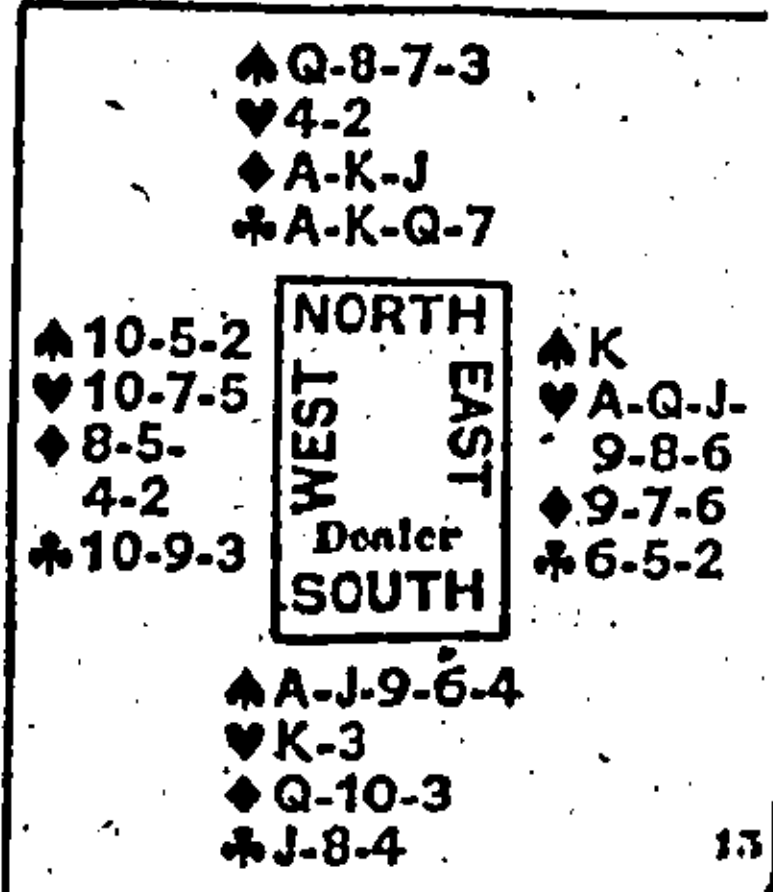 ♠Q-8-7-3
♥4-2
♦A-K-J
♣A-K-Q-7
♠10-5-2
♥10-7-5
♦8-5-
4-2
♣10-9-3
NORTH
WEST
EAST
Dealer
SOUTH
♠K
♥A-Q-J-
9-8-6
♦9-7-6
♣6-5-2
♠A-J-9-6-4
♥K-3
♦Q-10-3
♣J-8-4
13